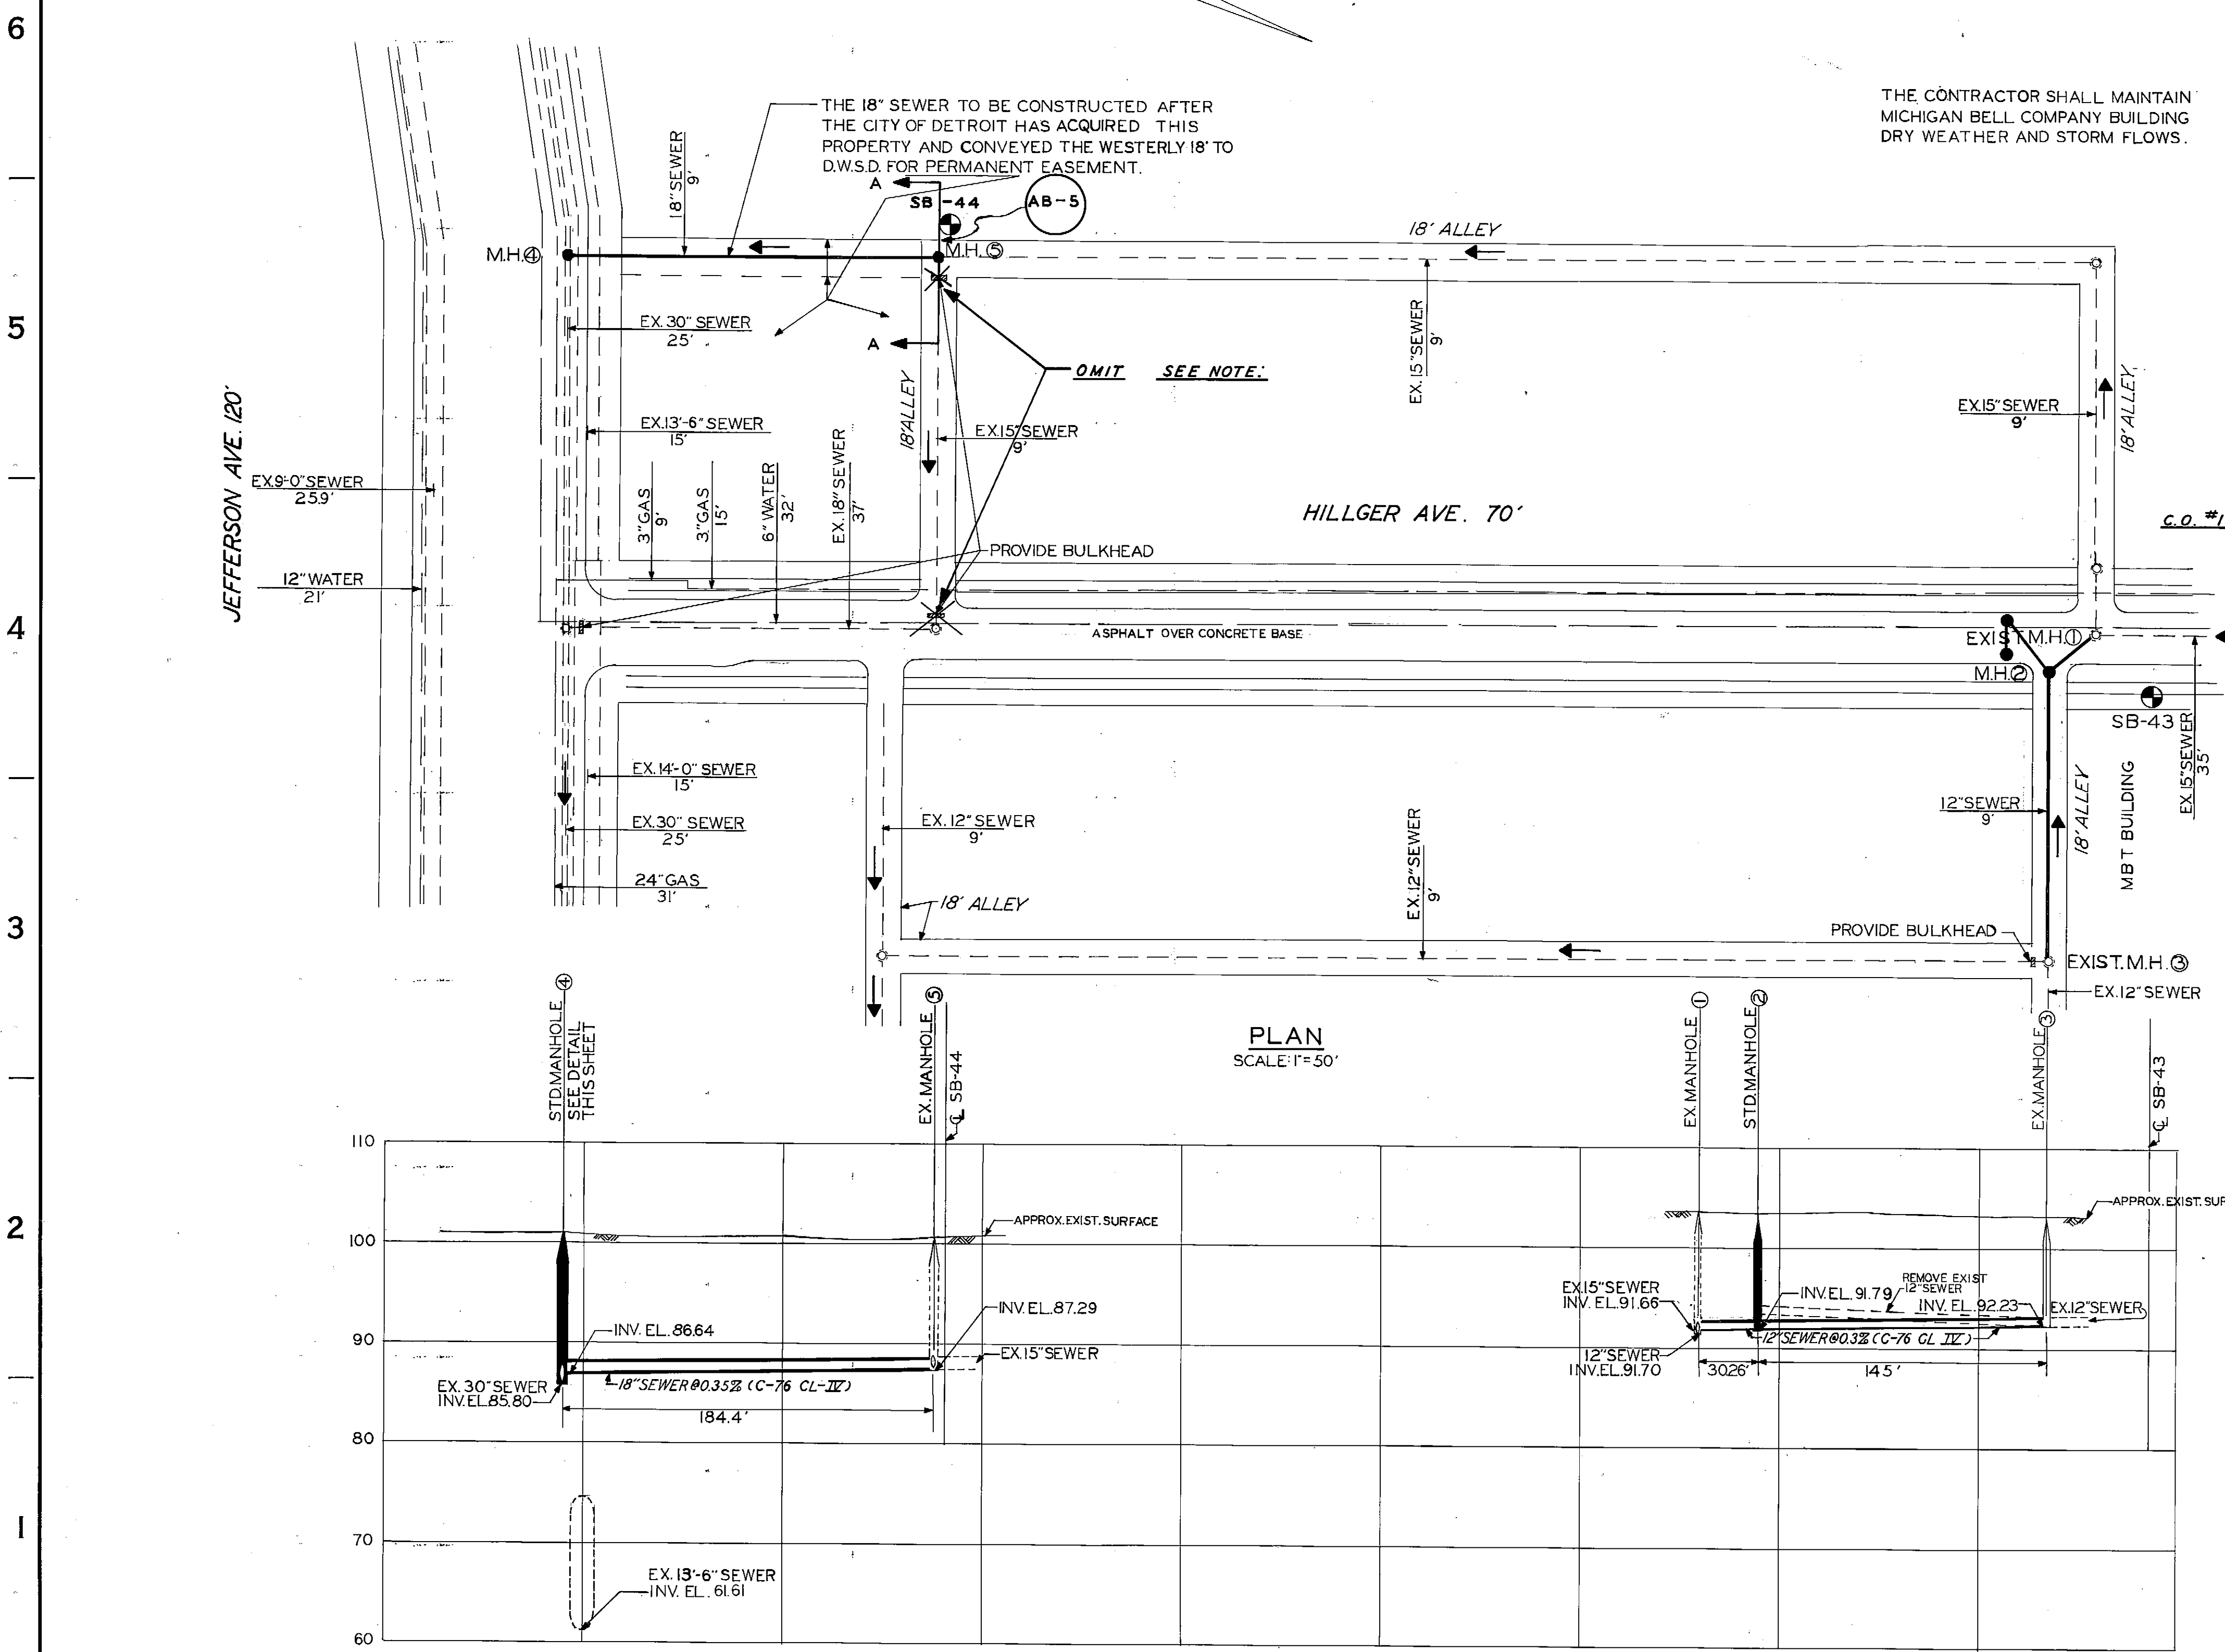 6
5
4
3
2
1
THE 18" SEWER TO BE CONSTRUCTED AFTER
THE CITY OF DETROIT HAS ACQUIRED THIS
PROPERTY AND CONVEYED THE WESTERLY 18' TO
D.W.S.D. FOR PERMANENT EASEMENT.
THE CONTRACTOR SHALL MAINTAIN
MICHIGAN BELL COMPANY BUILDING
DRY WEATHER AND STORM FLOWS.
18" SEWER
9'
A
SB-44
AB-5
M.H.④
M.H.⑤
18' ALLEY
EX.30" SEWER
25'
A
OMIT SEE NOTE:
EX.15" SEWER
9'
JEFFERSON AVE. 120'
EX.13'-6" SEWER
15'
18' ALLEY
EX.15" SEWER
9'
EX.15" SEWER
9'
18' ALLEY
EX.9'-0" SEWER
25.9'
3" GAS
9'
3" GAS
15'
6" WATER
32'
EX.18" SEWER
37'
HILLGER AVE. 70'
C.O. #1
PROVIDE BULKHEAD
12" WATER
21'
ASPHALT OVER CONCRETE BASE
EXIST. M.H.①
M.H.②
SB-43
EX.15" SEWER
35'
EX.14'-0" SEWER
15'
EX.30" SEWER
25'
24" GAS
31'
EX.12" SEWER
9'
18' ALLEY
EX.12" SEWER
9'
12" SEWER
9'
18' ALLEY
MBT BUILDING
PROVIDE BULKHEAD
EXIST. M.H.③
EX.12" SEWER
PLAN
SCALE: 1"=50'
STD. MANHOLE ④
SEE DETAIL
THIS SHEET
EX. MANHOLE ⑤
℄ SB-44
EX. MANHOLE ①
STD. MANHOLE ②
EX. MANHOLE ③
℄ SB-43
110
100
90
80
70
60
APPROX. EXIST. SURFACE
APPROX. EXIST. SUR
INV. EL. 86.64
INV. EL. 87.29
EX.15" SEWER
EX. 30" SEWER
INV. EL. 85.80
18" SEWER @ 0.35% (C-76 CL-IV)
184.4'
EX.15" SEWER
INV. EL. 91.66
INV. EL. 91.79
REMOVE EXIST
12" SEWER
INV. EL. 92.23
EX.12" SEWER
12" SEWER @ 0.3% (C-76 CL IV)
12" SEWER
INV. EL. 91.70
30.26'
145'
EX. 13'-6" SEWER
INV. EL. 61.61